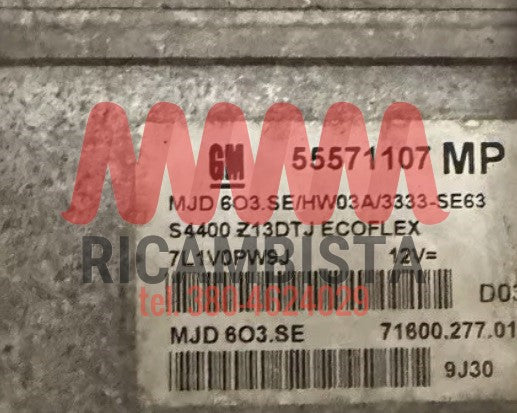 GM 55571107 MP
MJD 6O3.SE/HW03A/3333-SE63
S4400 Z13DTJ ECOFLEX
7L1V0PW9J 12V=
RICAMBISTA
tel. 380 4624029
D03
MJD 6O3.SE 71600.277.01
9J30